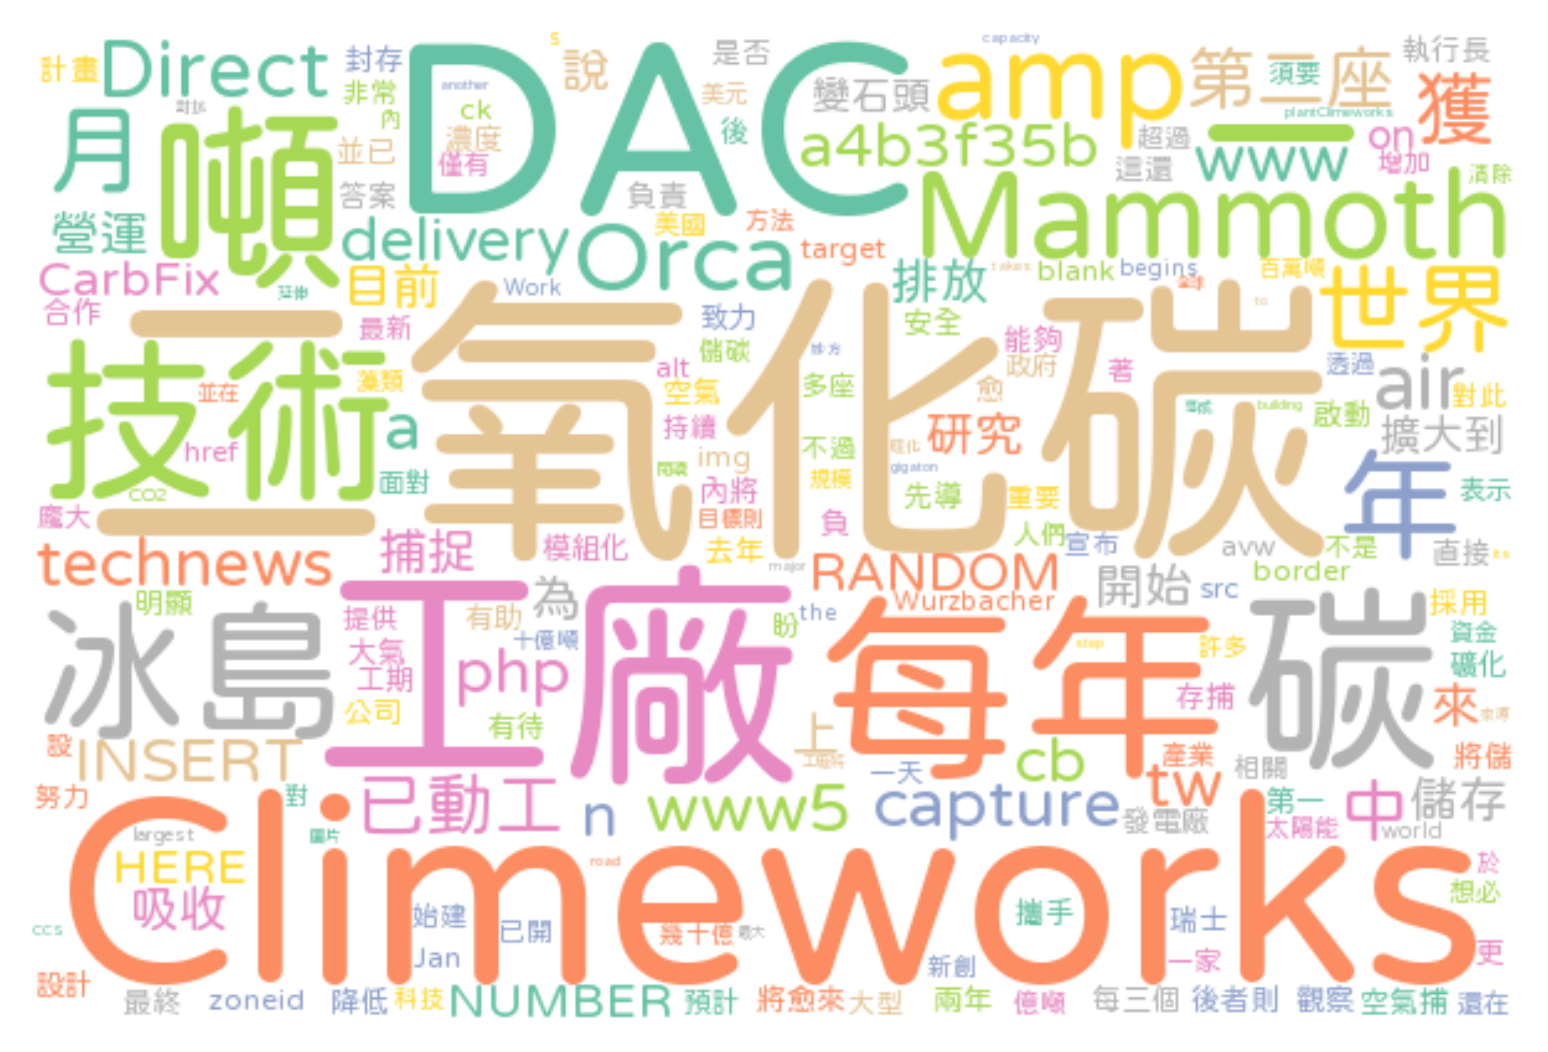 計畫
Direct
封存
DAC
s
說
是否
capacity
amp
第二座
須要
執行長
非常
another
ck
美元
變石頭
plantClimeworks
獲
月
噸
內
濃度
後
a4b3f35b
一
超過
on
並已
僅有
這還
www
增加
答案
負責
Mammoth
清除
營運
delivery
美國
方法
Orca
target
CarbFix
延伸
目前
Work
排放
takes
blank
begins
百萬噸
世界
合作
最新
致力
安全
to
二氧化碳
技術
儲碳
能夠
政府
透過
air
並在
藻類
alt
空氣
多座
愈
著
building
對此
href
a
持續
不過
研究
啟動
擴大到
CO2
面對
img
gigaton
規模
先導
重要
年
表示
龐大
內將
目標則
負
人們
technews
捕捉
模組化
去年
major
宣布
avw
不是
直接
RANDOM
border
明顯
工廠
為
Wurzbacher
開始
src
採用
冰島
提供
有助
the
盼
每年
碳
資金
大氣
十億噸
step
許多
礦化
工期
php
存捕
公司
有待
上
來
設
INSERT
cb
產業
將儲
努力
對
已動工
n
www5
一天
capture
tw
相關
第一
中
儲存
largest
圖片
發電廠
太陽能
world
HERE
Climeworks
road
於
吸收
想必
ccs
始建
已開
幾十億
最大
攜手
瑞士
Jan
新創
一家
更
設計
最終
zoneid
降低
科技
NUMBER
預計
將愈來
大型
兩年
億噸
每三個
後者則
觀察
空氣捕
還在